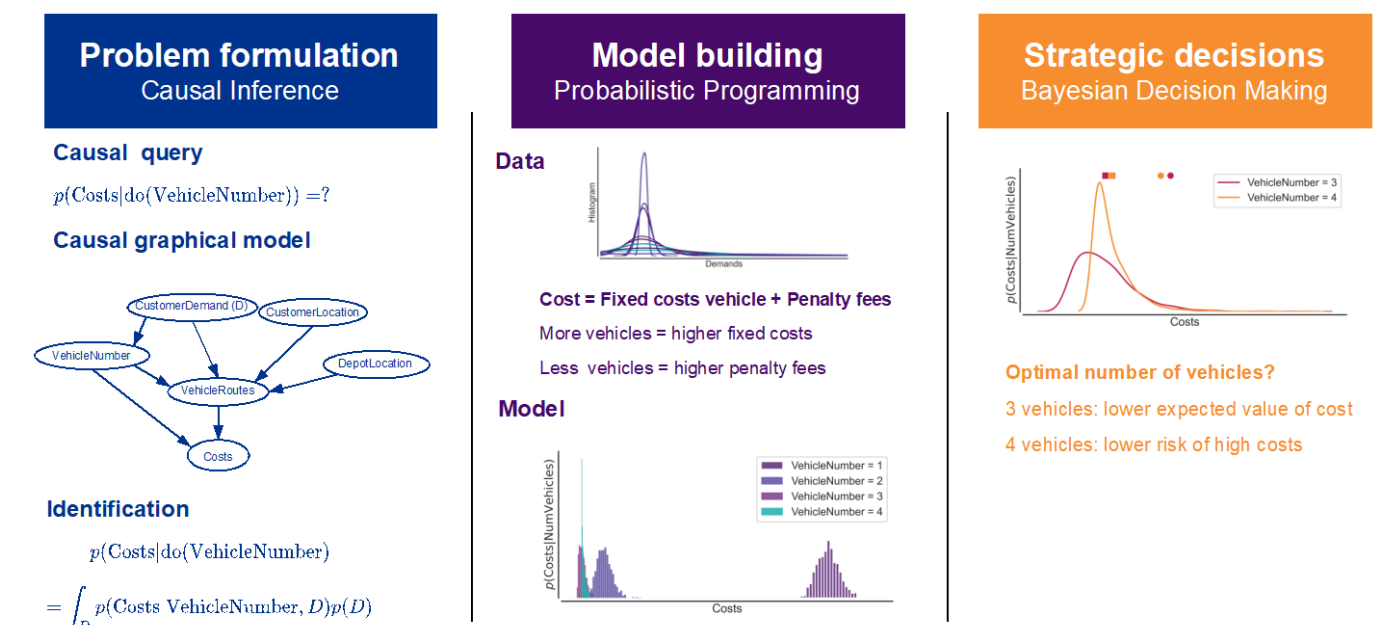 Problem formulation
Causal Inference
Causal query
p(Costs|do(VehicleNumber)) =?
Causal graphical model
CustomerDemand (D)
CustomerLocation
VehicleNumber
DepotLocation
VehicleRoutes
Costs
Identification
p(Costs|do(VehicleNumber)
= ∫ p(Costs VehicleNumber, D)p(D)
Model building
Probabilistic Programming
Data
Histogram
Demands
Cost = Fixed costs vehicle + Penalty fees
More vehicles = higher fixed costs
Less vehicles = higher penalty fees
Model
p(Costs|NumVehicles)
VehicleNumber = 1
VehicleNumber = 2
VehicleNumber = 3
VehicleNumber = 4
Costs
Strategic decisions
Bayesian Decision Making
p(Costs|NumVehicles)
VehicleNumber = 3
VehicleNumber = 4
Costs
Optimal number of vehicles?
3 vehicles: lower expected value of cost
4 vehicles: lower risk of high costs